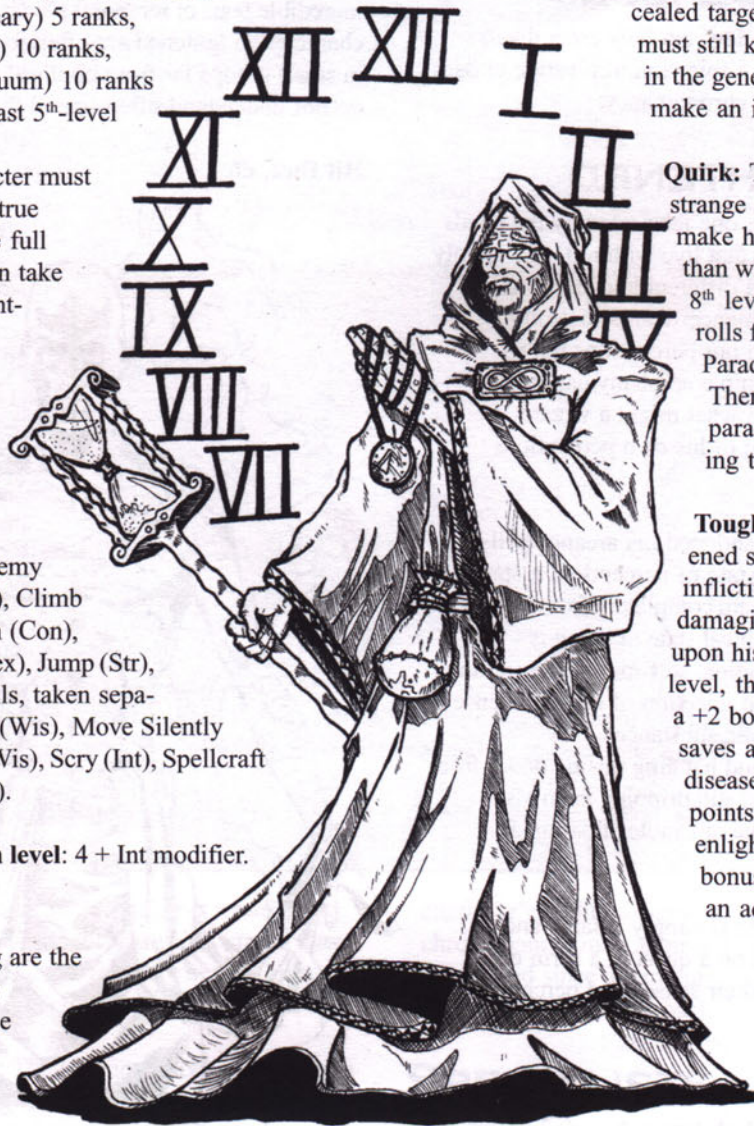 sary) 5 ranks,
) 10 ranks,
uum) 10 ranks
ast 5th-level
cter must
true
full
n take
nt-
emy
), Climb
(Con),
ex), Jump (Str),
ls, taken sepa-
(Wis), Move Silently
Wis), Scry (Int), Spellcraft
).
level: 4 + Int modifier.
are the
e
XIII
I
II
III
IV
VII
VIII
IX
X
XI
XII
cealed targe
must still k
in the gene
make an i
Quirk: T
strange
make h
than w
8th lev
rolls f
Parad
Ther
para
ing t
Tough
ened s
inflicti
damagi
upon his
level, th
a +2 bo
saves a
disease
points
enligh
bonus
an ac